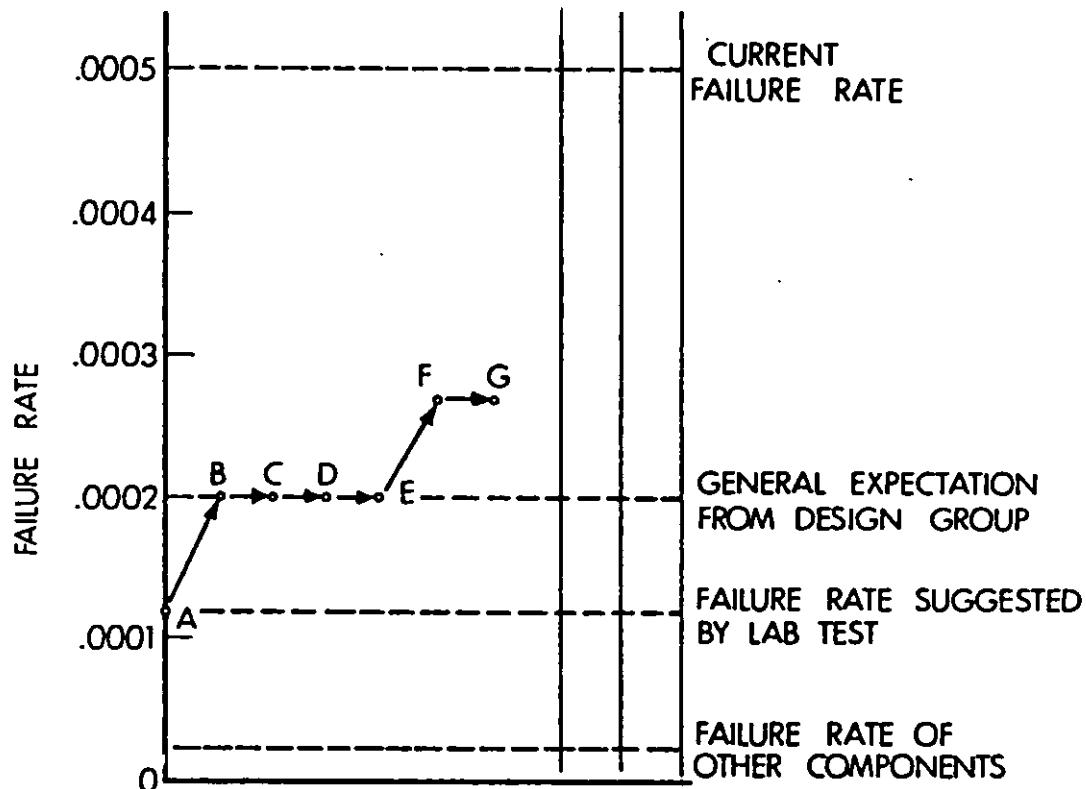 CURRENT
FAILURE RATE
.0005
.0004
.0003
.0002
.0001
0
FAILURE RATE
A
B
C
D
E
F
G
GENERAL EXPECTATION
FROM DESIGN GROUP
FAILURE RATE SUGGESTED
BY LAB TEST
FAILURE RATE OF
OTHER COMPONENTS